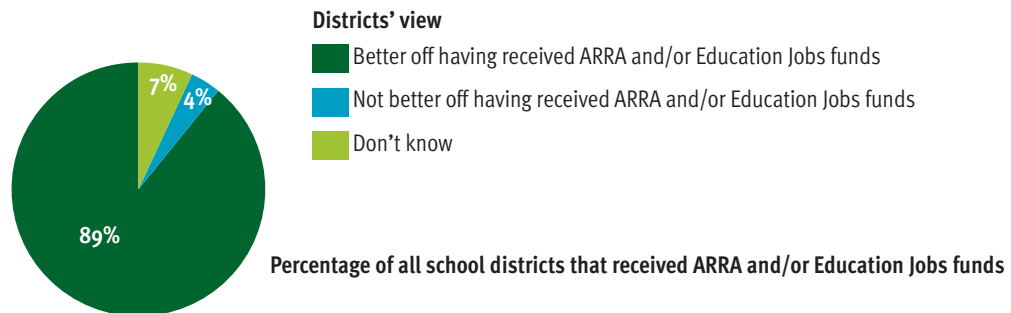 Districts' view
Better off having received ARRA and/or Education Jobs funds
Not better off having received ARRA and/or Education Jobs funds
Don't know
7%
4%
89%
Percentage of all school districts that received ARRA and/or Education Jobs funds